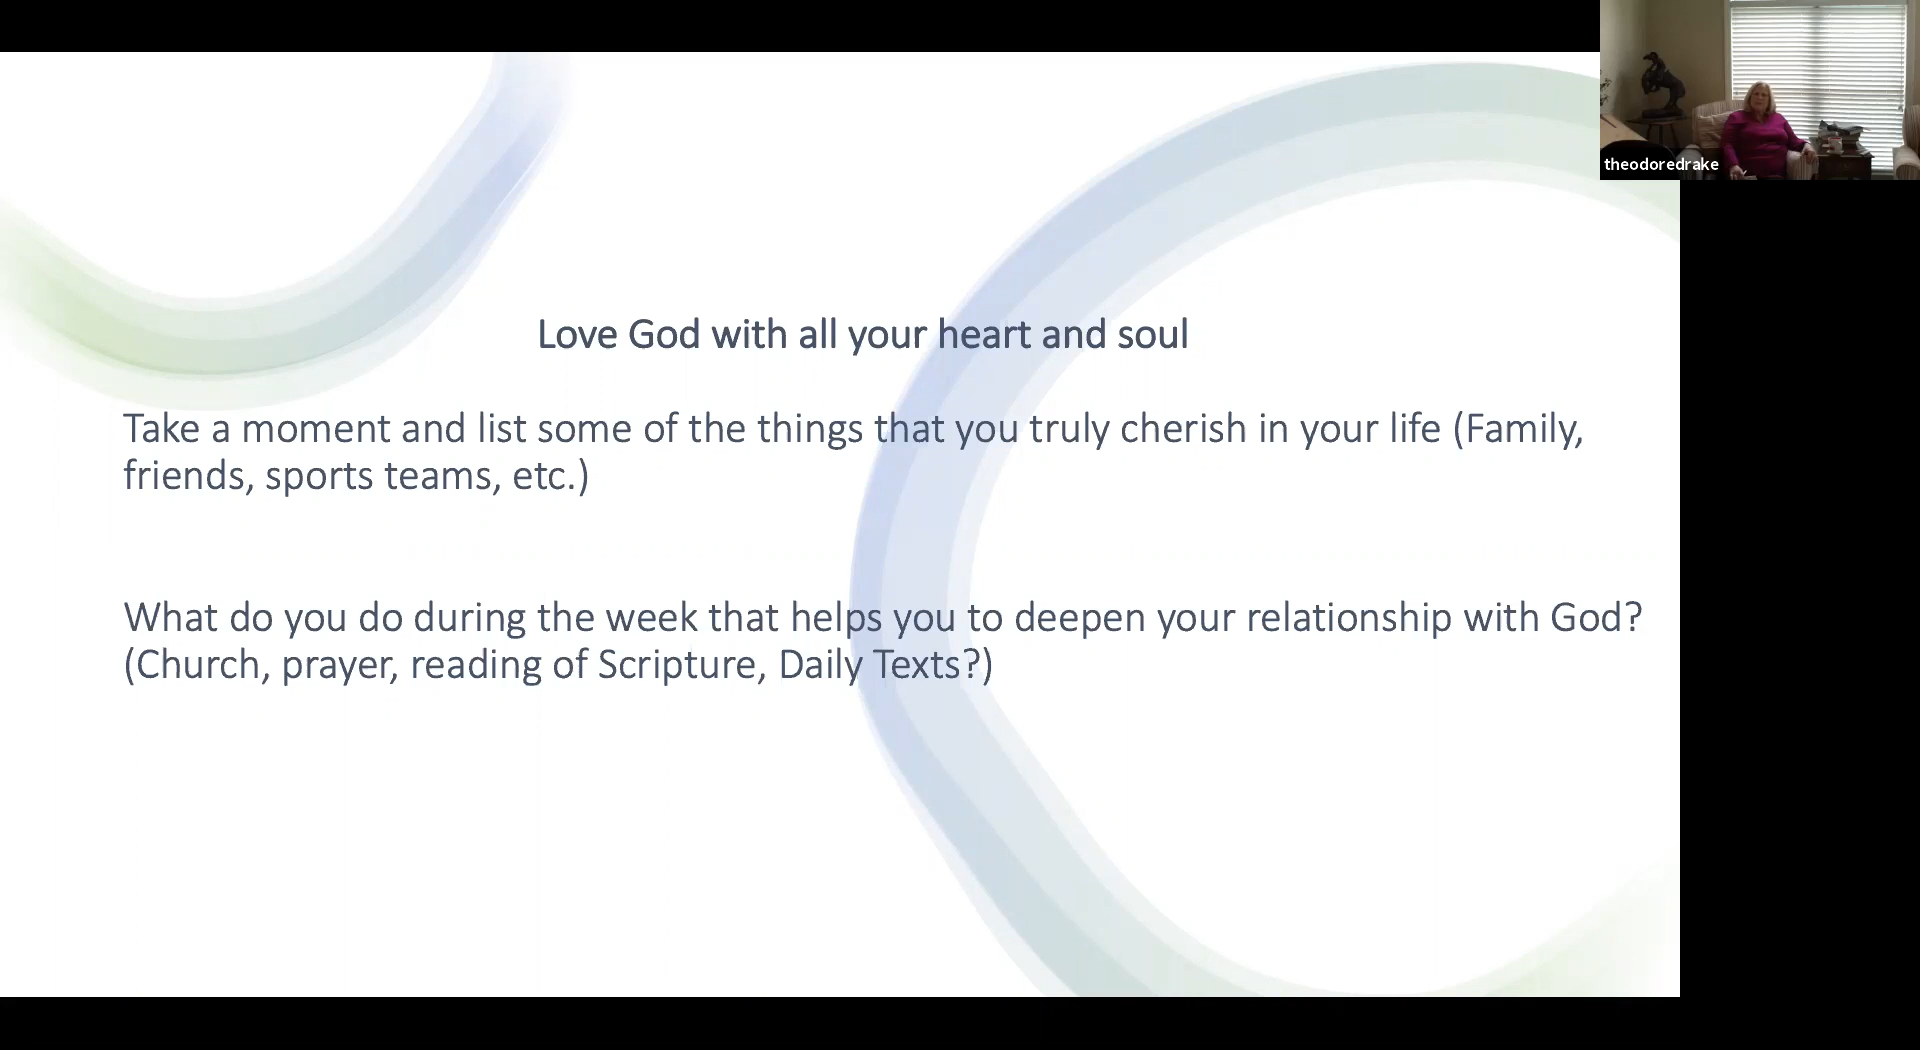 Love God with all your heart and soul
Take a moment and list some of the things that you truly cherish in your life (Family,
friends, sports teams, etc.)
What do you do during the week that helps you to deepen your relationship with God?
(Church, prayer, reading of Scripture, Daily Texts?)
theodoredrake